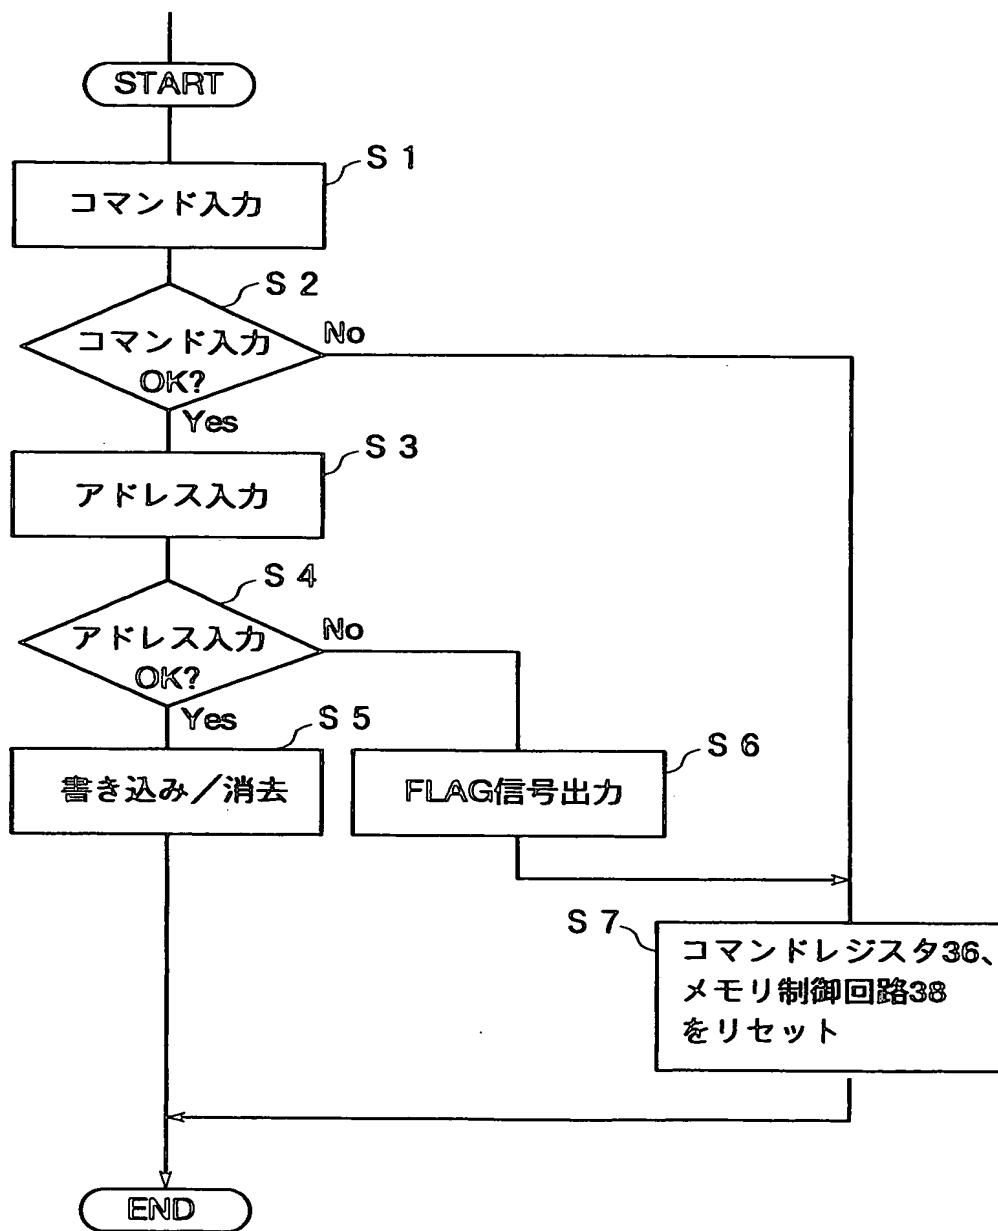 START
S 1
コマンド入力
S 2
コマンド入力
OK?
No
Yes
S 3
アドレス入力
S 4
アドレス入力
OK?
No
Yes
S 5
書き込み／消去
S 6
FLAG信号出力
S 7
コマンドレジスタ36、
メモリ制御回路38
をリセット
END